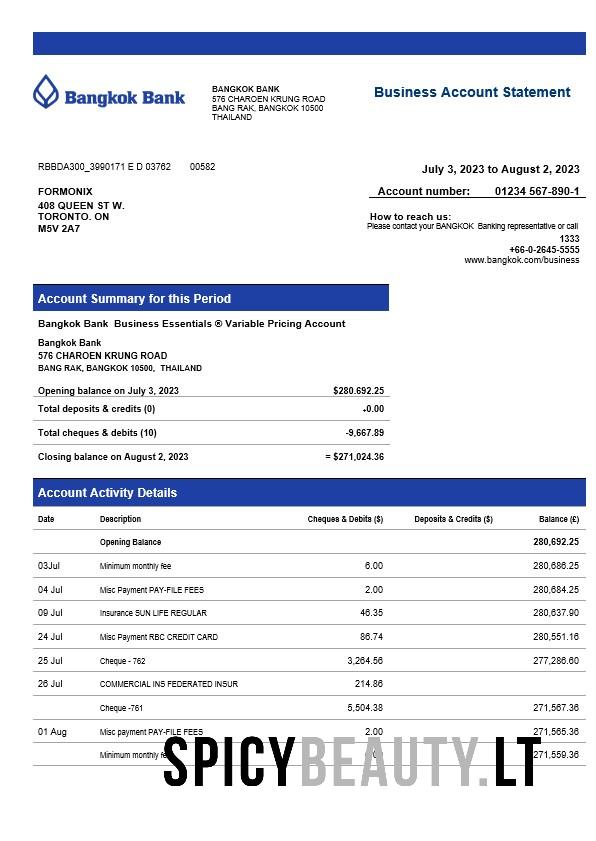 Bangkok Bank
BANGKOK BANK
576 CHAROEN KRUNG ROAD
BANG RAK, BANGKOK 10500
THAILAND
Business Account Statement
RBBDA300_3990171 E D 03762 00582
July 3, 2023 to August 2, 2023
FORMONIX
408 QUEEN ST W.
TORONTO. ON
M5V 2A7
Account number: 01234 567-890-1
How to reach us:
Please contact your BANGKOK Banking representative or call
1333
+66-0-2645-5555
www.bangkok.com/business
Account Summary for this Period
Bangkok Bank Business Essentials ® Variable Pricing Account
Bangkok Bank
576 CHAROEN KRUNG ROAD
BANG RAK, BANGKOK 10500, THAILAND
Opening balance on July 3, 2023 $280.692.25
Total deposits & credits (0) -0.00
Total cheques & debits (10) -9,667.89
Closing balance on August 2, 2023 = $271,024.36
Account Activity Details
Date Description Cheques & Debits ($) Deposits & Credits ($) Balance (£)
Opening Balance 280,692.25
03Jul Minimum monthly fee 6.00 280,686.25
04 Jul Misc Payment PAY-FILE FEES 2.00 280,684.25
09 Jul Insurance SUN LIFE REGULAR 46.35 280,637.90
24 Jul Misc Payment RBC CREDIT CARD 86.74 280,551.16
25 Jul Cheque - 762 3,264.56 277,286.60
26 Jul COMMERCIAL INS FEDERATED INSUR 214.86
Cheque -761 5,504.38 271,567.36
01 Aug Misc payment PAY-FILE FEES 2.00 271,565.36
Minimum monthly 271,559.36
SPICYBEAUTY.LT